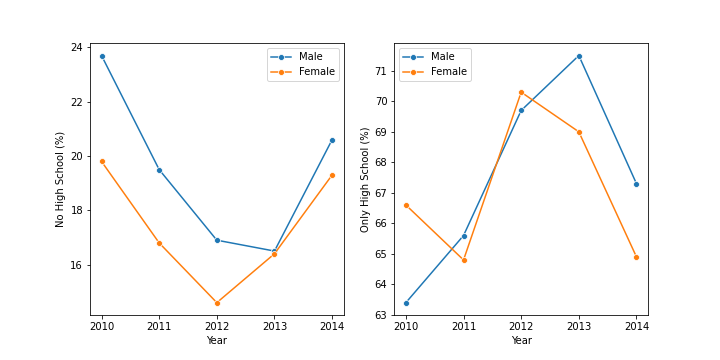 No High School (%)
24
22
20
18
16
2010 2011 2012 2013 2014
Year
Male
Female
Only High School (%)
71
70
69
68
67
66
65
64
63
2010 2011 2012 2013 2014
Year
Male
Female